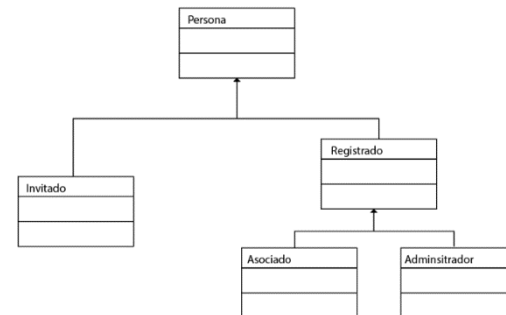 Persona
Registrado
Invitado
Asociado
Adminsitrador